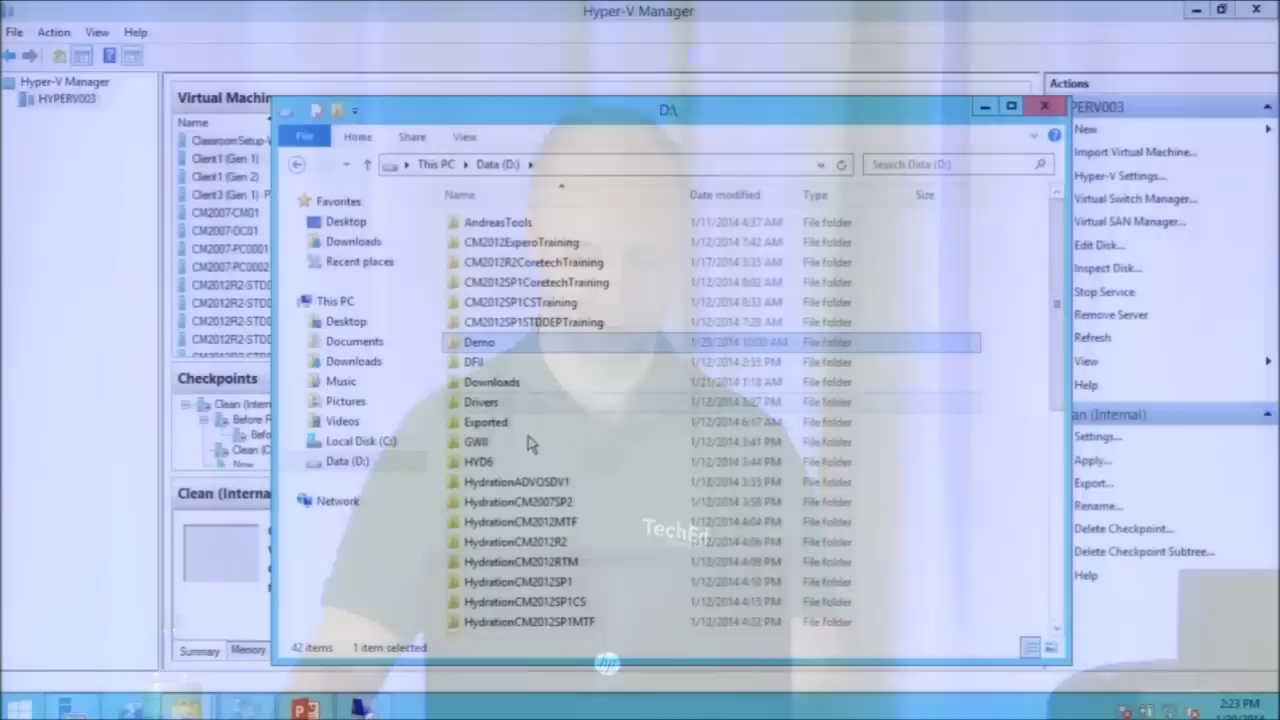 Hyper-V Manager
File Action View Help
Hyper-V Manager
HYPERV003
Virtual Machin
Name
Classroom-Setup-
Client1 (Gen 1)
Client1 (Gen 2)
Client3 (Gen 1)
CM2007-CM01
CM2007-DC01
CM2007-PC0001
CM2007-PC0002
CM2012R2-STD
CM2012R2-STD
CM2012R2-STD
CM2012R2-STD
Checkpoints
Clean (Intern
Before R
Befo
Clean (C
Now
Clean (Interna
Summary Memory
D:\
File Home Share View
This PC Data (D:)
Search Data (D:)
Favorites
Desktop
Downloads
Recent places
This PC
Desktop
Documents
Downloads
Music
Pictures
Videos
Local Disk (C:)
Data (D:)
Network
Name Date modified Type Size
AndreasTools 1/11/2014 4:37 AM File folder
CM2012ExperoTraining 1/12/2014 7:42 AM File folder
CM2012R2CoretechTraining 1/17/2014 3:35 AM File folder
CM2012SP1CoretechTraining 1/12/2014 8:02 AM File folder
CM2012SP1CSTraining 1/12/2014 8:33 AM File folder
CM2012SP1STDDEPTraining 1/12/2014 7:28 AM File folder
Demo 1/29/2014 10:00 AM File folder
DFII 1/12/2014 2:55 PM File folder
Downloads 1/21/2014 1:18 AM File folder
Drivers 1/12/2014 5:27 PM File folder
Exported 1/12/2014 6:17 AM File folder
GWII 1/12/2014 3:41 PM File folder
HYD6 1/12/2014 3:44 PM File folder
HydrationADVOSDV1 1/12/2014 3:55 PM File folder
HydrationCM2007SP2 1/12/2014 3:58 PM File folder
HydrationCM2012MTF 1/12/2014 4:04 PM File folder
HydrationCM2012R2 1/12/2014 4:06 PM File folder
HydrationCM2012RTM 1/12/2014 4:09 PM File folder
HydrationCM2012SP1 1/12/2014 4:10 PM File folder
HydrationCM2012SP1CS 1/12/2014 4:15 PM File folder
HydrationCM2012SP1MTF 1/12/2014 4:22 PM File folder
42 items 1 item selected
TechEd
hp
Actions
PERV003
New
Import Virtual Machine...
Hyper-V Settings...
Virtual Switch Manager...
Virtual SAN Manager...
Edit Disk...
Inspect Disk...
Stop Service
Remove Server
Refresh
View
Help
an (Internal)
Settings...
Apply...
Export...
Rename...
Delete Checkpoint...
Delete Checkpoint Subtree...
Help
2:23 PM